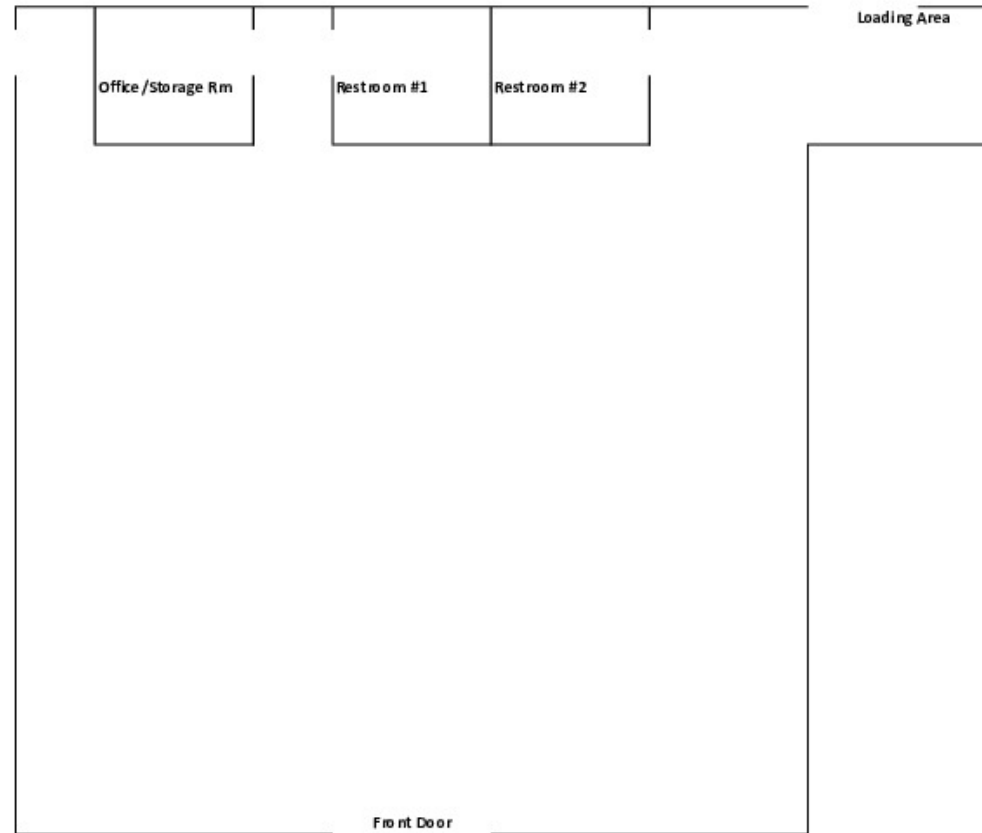 Loading Area
Office/Storage Rm
Restroom #1
Restroom #2
Front Door